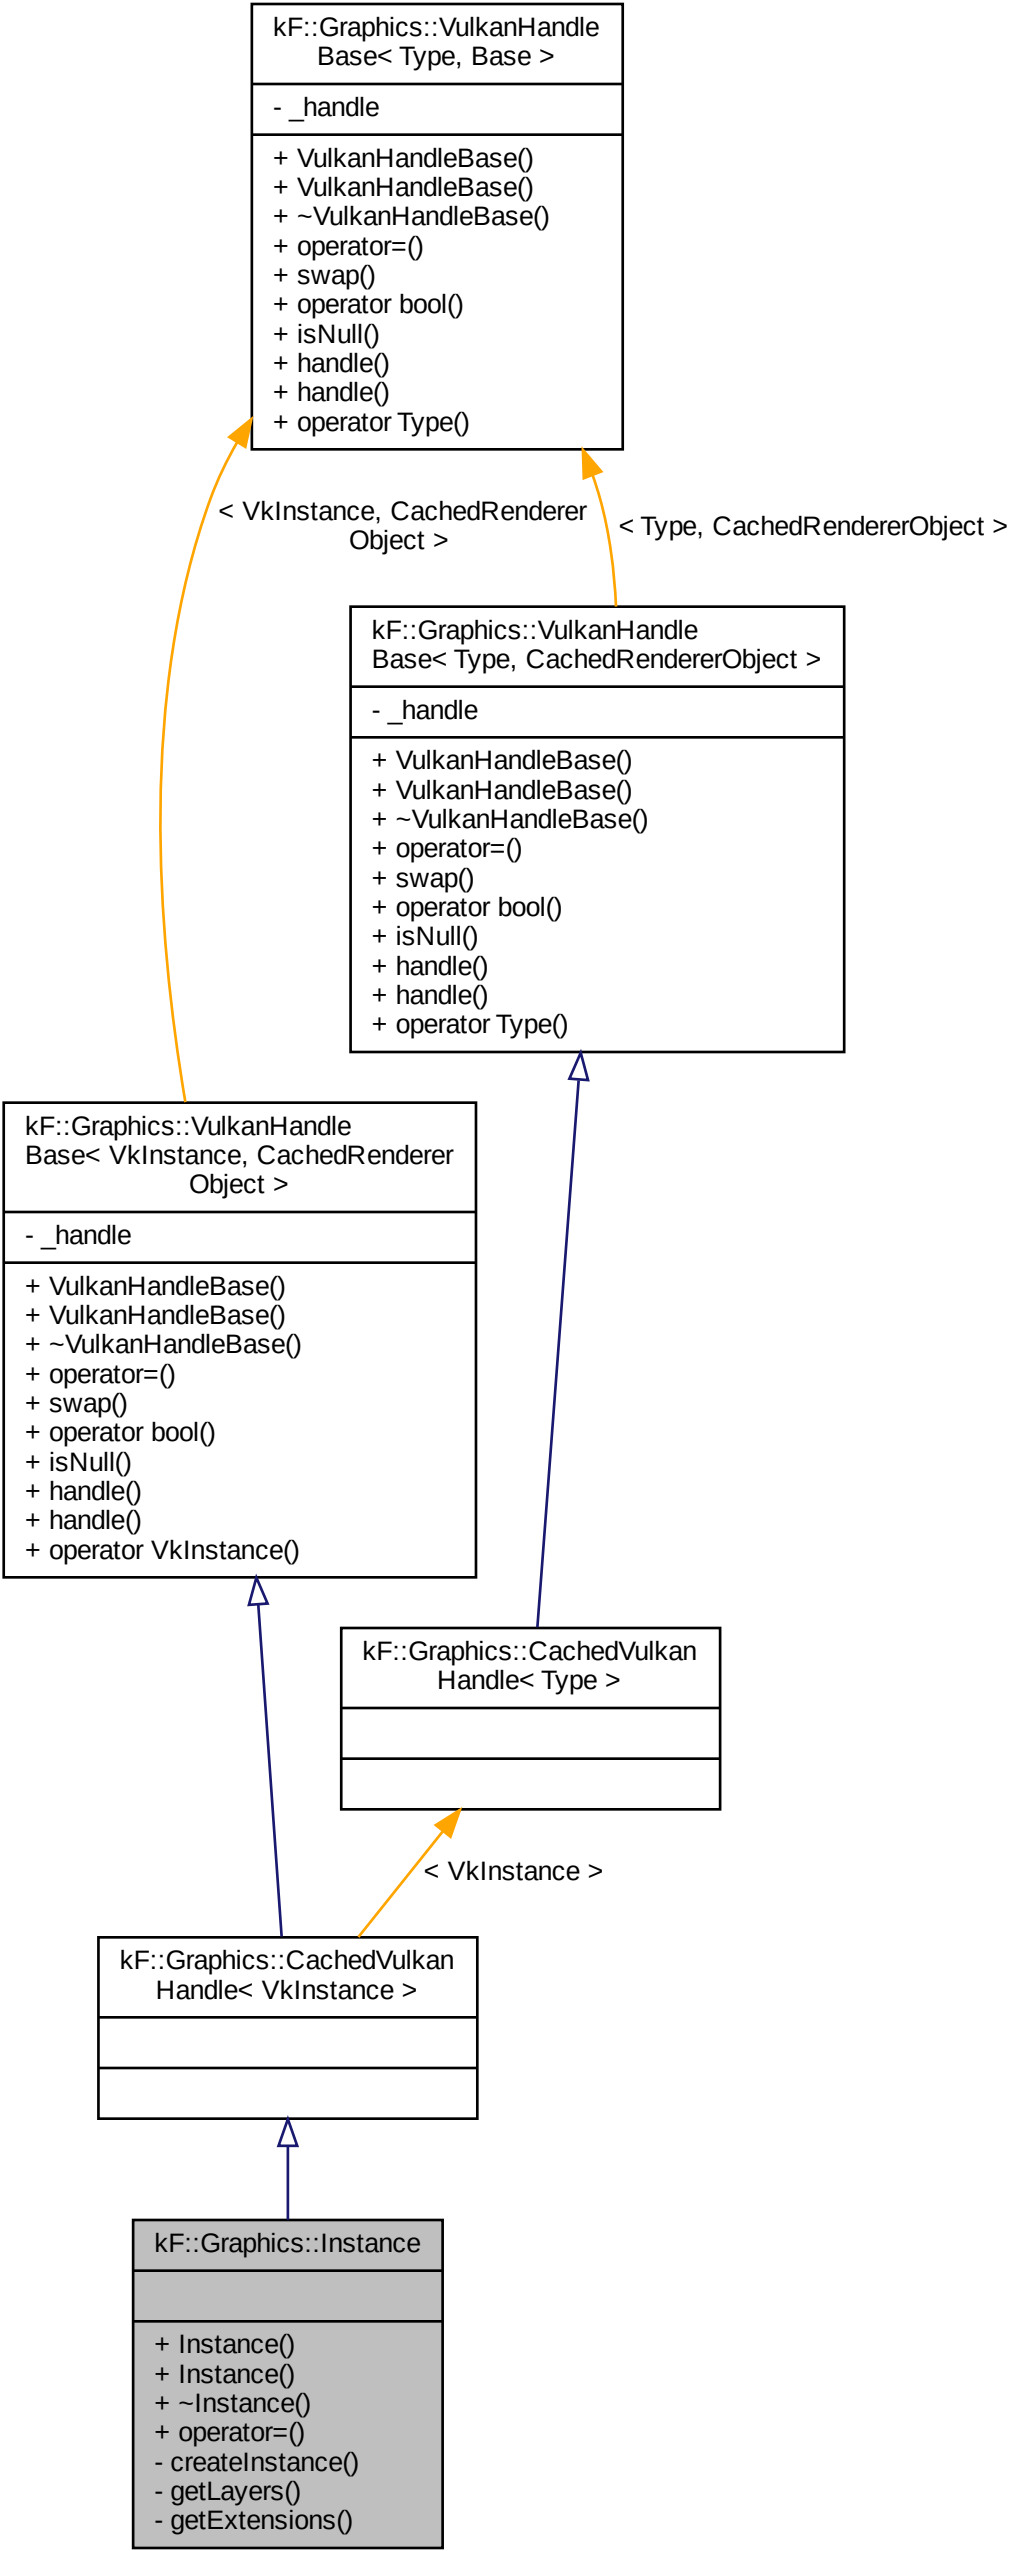 kF::Graphics::VulkanHandle
Base< Type, Base >
- _handle
+ VulkanHandleBase()
+ VulkanHandleBase()
+ ~VulkanHandleBase()
+ operator=()
+ swap()
+ operator bool()
+ isNull()
+ handle()
+ handle()
+ operator Type()
< VkInstance, CachedRenderer
Object >
< Type, CachedRendererObject >
kF::Graphics::VulkanHandle
Base< Type, CachedRendererObject >
- _handle
+ VulkanHandleBase()
+ VulkanHandleBase()
+ ~VulkanHandleBase()
+ operator=()
+ swap()
+ operator bool()
+ isNull()
+ handle()
+ handle()
+ operator Type()
kF::Graphics::VulkanHandle
Base< VkInstance, CachedRenderer
Object >
- _handle
+ VulkanHandleBase()
+ VulkanHandleBase()
+ ~VulkanHandleBase()
+ operator=()
+ swap()
+ operator bool()
+ isNull()
+ handle()
+ handle()
+ operator VkInstance()
kF::Graphics::CachedVulkan
Handle< Type >
< VkInstance >
kF::Graphics::CachedVulkan
Handle< VkInstance >
kF::Graphics::Instance
+ Instance()
+ Instance()
+ ~Instance()
+ operator=()
- createInstance()
- getLayers()
- getExtensions()